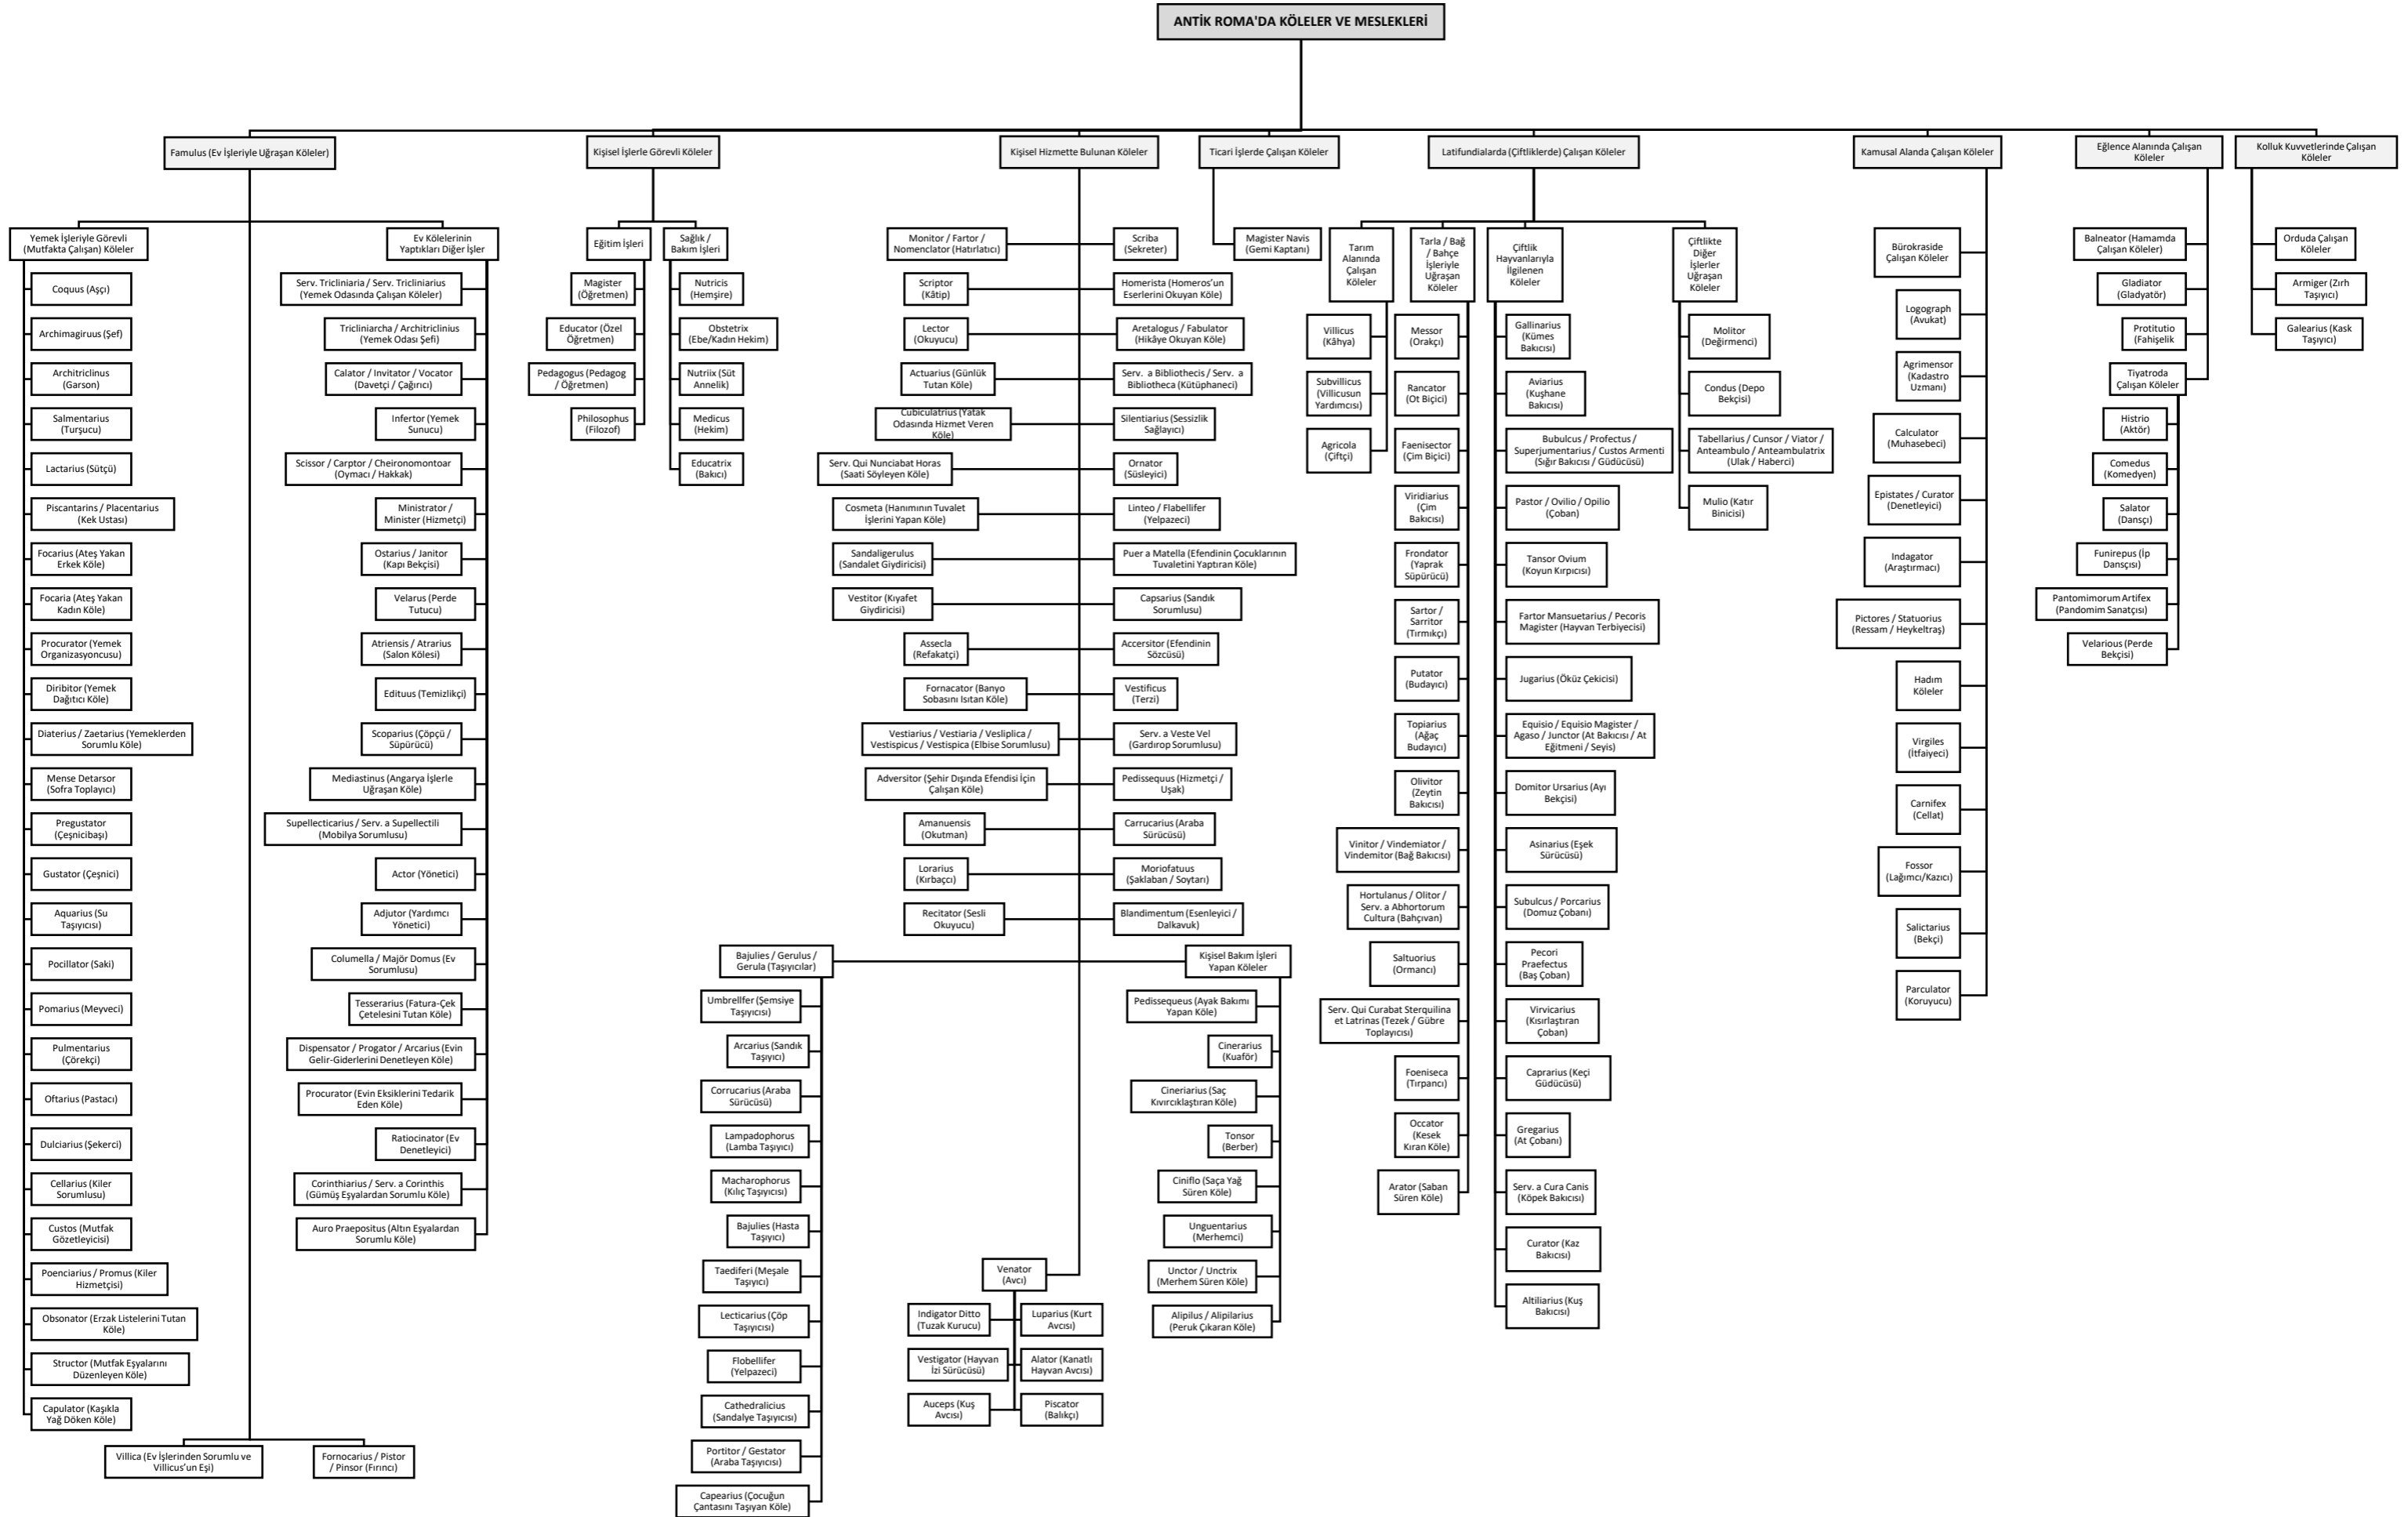 ANTİK ROMA'DA KÖLELER VE MESLEKLERİ
Famulus (Ev İşleriyle Uğraşan Köleler)
Yemek İşleriyle Görevli
(Mutfakta Çalışan) Köleler
Coquus (Aşçı)
Archimagiruus (Şef)
Architriclinus
(Garson)
Salmentarius
(Turşucu)
Lactarius (Sütçü)
Piscantarins / Placentarius
(Kek Ustası)
Focarius (Ateş Yakan
Erkek Köle)
Focaria (Ateş Yakan
Kadın Köle)
Procurator (Yemek
Organizasyoncusu)
Diribitor (Yemek
Dağıtıcı Köle)
Diaterius / Zaetarius (Yemeklerden
Sorumlu Köle)
Mense Detarsor
(Sofra Toplayıcı)
Pregustator
(Çeşnicibaşı)
Gustator (Çeşnici)
Aquarius (Su
Taşıyıcısı)
Pocillator (Saki)
Pomarius (Meyveci)
Pulmentarius
(Çörekçi)
Oftarius (Pastacı)
Dulciarius (Şekerci)
Cellarius (Kiler
Sorumlusu)
Custos (Mutfak
Gözetleyicisi)
Poenciarius / Promus (Kiler
Hizmetçisi)
Obsonator (Erzak Listelerini Tutan
Köle)
Structor (Mutfak Eşyalarını
Düzenleyen Köle)
Capulator (Kaşıkla
Yağ Döken Köle)
Ev Kölelerinin
Yaptıkları Diğer İşler
Serv. Tricliniaria / Serv. Tricliniarius
(Yemek Odasında Çalışan Köleler)
Tricliniarcha / Architriclinius
(Yemek Odası Şefi)
Calator / Invitator / Vocator
(Davetçi / Çağırıcı)
Infertor (Yemek
Sunucu)
Scissor / Carptor / Cheironomontoar
(Oymacı / Hakkak)
Ministrator /
Minister (Hizmetçi)
Ostarius / Janitor
(Kapı Bekçisi)
Velarus (Perde
Tutucu)
Atriensis / Atrarius
(Salon Kölesi)
Edituus (Temizlikçi)
Scoparius (Çöpçü /
Süpürücü)
Mediastinus (Angarya İşlerle
Uğraşan Köle)
Supellecticarius / Serv. a Supellectili
(Mobilya Sorumlusu)
Actor (Yönetici)
Adjutor (Yardımcı
Yönetici)
Columella / Majör Domus (Ev
Sorumlusu)
Tesserarius (Fatura-Çek
Çetelesini Tutan Köle)
Dispensator / Progator / Arcarius (Evin
Gelir-Giderlerini Denetleyen Köle)
Procurator (Evin Eksiklerini Tedarik
Eden Köle)
Ratiocinator (Ev
Denetleyici)
Corinthiarius / Serv. a Corinthis
(Gümüş Eşyalardan Sorumlu Köle)
Auro Praepositus (Altın Eşyalardan
Sorumlu Köle)
Villica (Ev İşlerinden Sorumlu ve
Villicus'un Eşi)
Fornocarius / Pistor
/ Pinsor (Fırıncı)
Kişisel İşlerle Görevli Köleler
Eğitim İşleri
Magister
(Öğretmen)
Educator (Özel
Öğretmen)
Pedagogus (Pedagog
/ Öğretmen)
Philosophus
(Filozof)
Sağlık /
Bakım İşleri
Nutricis
(Hemşire)
Obstetrix
(Ebe/Kadın Hekim)
Nutriix (Süt
Annelik)
Medicus
(Hekim)
Educatrix
(Bakıcı)
Kişisel Hizmette Bulunan Köleler
Monitor / Fartor /
Nomenclator (Hatırlatıcı)
Scriba
(Sekreter)
Scriptor
(Kâtip)
Homerista (Homeros'un
Eserlerini Okuyan Köle)
Lector
(Okuyucu)
Aretalogus / Fabulator
(Hikâye Okuyan Köle)
Actuarius (Günlük
Tutan Köle)
Serv. a Bibliothecis / Serv. a
Bibliotheca (Kütüphaneci)
Cubiculatrius (Yatak
Odasında Hizmet Veren
Köle)
Silentiarius (Sessizlik
Sağlayıcı)
Serv. Qui Nunciabat Horas
(Saati Söyleyen Köle)
Ornator
(Süsleyici)
Cosmeta (Hanımının Tuvalet
İşlerini Yapan Köle)
Linteo / Flabellifer
(Yelpazeci)
Sandaligerulus
(Sandalet Giydiricisi)
Puer a Matella (Efendinin Çocuklarının
Tuvaletini Yaptıran Köle)
Vestitor (Kıyafet
Giydiricisi)
Capsarius (Sandık
Sorumlusu)
Assecla
(Refakatçi)
Accersitor (Efendinin
Sözcüsü)
Fornacator (Banyo
Sobasını Isıtan Köle)
Vestificus
(Terzi)
Vestiarius / Vestiaria / Vesliplica /
Vestispicus / Vestispica (Elbise Sorumlusu)
Serv. a Veste Vel
(Gardırop Sorumlusu)
Adversitor (Şehir Dışında Efendisi İçin
Çalışan Köle)
Pedissequus (Hizmetçi /
Uşak)
Amanuensis
(Okutman)
Carrucarius (Araba
Sürücüsü)
Lorarius
(Kırbaçcı)
Moriofatuus
(Şaklaban / Soytarı)
Recitator (Sesli
Okuyucu)
Blandimentum (Esenleyici /
Dalkavuk)
Bajulies / Gerulus /
Gerula (Taşıyıcılar)
Umbrellfer (Şemsiye
Taşıyıcısı)
Arcarius (Sandık
Taşıyıcı)
Corrucarius (Araba
Sürücüsü)
Lampadophorus
(Lamba Taşıyıcı)
Macharophorus
(Kılıç Taşıyıcısı)
Bajulies (Hasta
Taşıyıcı)
Taediferi (Meşale
Taşıyıcı)
Lecticarius (Çöp
Taşıyıcısı)
Flobellifer
(Yelpazeci)
Cathedralicius
(Sandalye Taşıyıcısı)
Portitor / Gestator
(Araba Taşıyıcısı)
Capearius (Çocuğun
Çantasını Taşıyan Köle)
Kişisel Bakım İşleri
Yapan Köleler
Pedissequeus (Ayak Bakımı
Yapan Köle)
Cinerarius
(Kuaför)
Cineriarius (Saç
Kıvırcıklaştıran Köle)
Tonsor
(Berber)
Ciniflo (Saça Yağ
Süren Köle)
Unguentarius
(Merhemci)
Unctor / Unctrix
(Merhem Süren Köle)
Alipilus / Alipilarius
(Peruk Çıkaran Köle)
Venator
(Avcı)
Indigator Ditto
(Tuzak Kurucu)
Luparius (Kurt
Avcısı)
Vestigator (Hayvan
İzi Sürücüsü)
Alator (Kanatlı
Hayvan Avcısı)
Auceps (Kuş
Avcısı)
Piscator
(Balıkçı)
Ticari İşlerde Çalışan Köleler
Magister Navis
(Gemi Kaptanı)
Latifundialarda (Çiftliklerde) Çalışan Köleler
Tarım
Alanında
Çalışan
Köleler
Villicus
(Kâhya)
Subvillicus
(Villicusun
Yardımcısı)
Agricola
(Çiftçi)
Tarla / Bağ
/ Bahçe
İşleriyle
Uğraşan
Köleler
Messor
(Orakçı)
Rancator
(Ot Biçici)
Faenisector
(Çim Biçici)
Viridiarius
(Çim
Bakıcısı)
Frondator
(Yaprak
Süpürücü)
Sartor /
Sarritor
(Tırmıkçı)
Putator
(Budayıcı)
Topiarius
(Ağaç
Budayıcı)
Olivitor
(Zeytin
Bakıcısı)
Vinitor / Vindemiator /
Vindemitor (Bağ Bakıcısı)
Hortulanus / Olitor /
Serv. a Abhortorum
Cultura (Bahçıvan)
Saltuorius
(Ormancı)
Serv. Qui Curabat Sterquilina
et Latrinas (Tezek / Gübre
Toplayıcısı)
Foeniseca
(Tırpancı)
Occator
(Kesek
Kıran Köle)
Arator (Saban
Süren Köle)
Çiftlik
Hayvanlarıyla
İlgilenen
Köleler
Gallinarius
(Kümes
Bakıcısı)
Aviarius
(Kuşhane
Bakıcısı)
Bubulcus / Profectus /
Superjumentarius / Custos Armenti
(Sığır Bakıcısı / Güdücüsü)
Pastor / Ovilio / Opilio
(Çoban)
Tansor Ovium
(Koyun Kırpıcısı)
Fartor Mansuetarius / Pecoris
Magister (Hayvan Terbiyecisi)
Jugarius (Öküz Çekicisi)
Equisio / Equisio Magister /
Agaso / Junctor (At Bakıcısı / At
Eğitmeni / Seyis)
Domitor Ursarius (Ayı
Bekçisi)
Asinarius (Eşek
Sürücüsü)
Subulcus / Porcarius
(Domuz Çobanı)
Pecori
Praefectus
(Baş Çoban)
Virvicarius
(Kısırlaştıran
Çoban)
Caprarius (Keçi
Güdücüsü)
Gregarius
(At Çobanı)
Serv. a Cura Canis
(Köpek Bakıcısı)
Curator (Kaz
Bakıcısı)
Altiliarius (Kuş
Bakıcısı)
Çiftlikte
Diğer
İşlerler
Uğraşan
Köleler
Molitor
(Değirmenci)
Condus (Depo
Bekçisi)
Tabellarius / Cunsor / Viator /
Anteambulo / Anteambulatrix
(Ulak / Haberci)
Mulio (Katır
Binicisi)
Kamusal Alanda Çalışan Köleler
Bürokraside
Çalışan Köleler
Logograph
(Avukat)
Agrimensor
(Kadastro
Uzmanı)
Calculator
(Muhasebeci)
Epistates / Curator
(Denetleyici)
Indagator
(Araştırmacı)
Pictores / Statuorius
(Ressam / Heykeltraş)
Hadım
Köleler
Virgiles
(İtfaiyeci)
Carnifex
(Cellat)
Fossor
(Lağımcı/Kazıcı)
Salictarius
(Bekçi)
Parculator
(Koruyucu)
Eğlence Alanında Çalışan
Köleler
Balneator (Hamamda
Çalışan Köleler)
Gladiator
(Gladyatör)
Protitutio
(Fahişelik
Tiyatroda
Çalışan Köleler
Histrio
(Aktör)
Comedus
(Komedyen)
Salator
(Dansçı)
Funirepus (İp
Dansçısı)
Pantomimorum Artifex
(Pandomim Sanatçısı)
Velarious (Perde
Bekçisi)
Kolluk Kuvvetlerinde Çalışan
Köleler
Orduda Çalışan
Köleler
Armiger (Zırh
Taşıyıcı)
Galearius (Kask
Taşıyıcı)